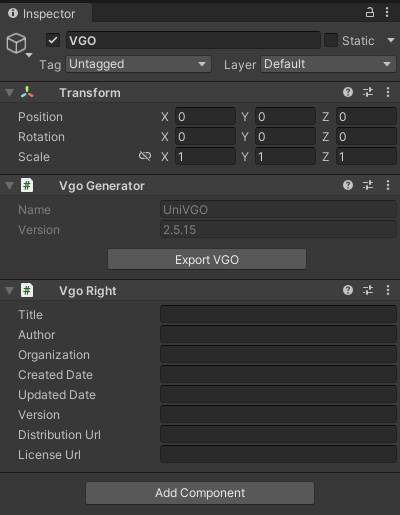 Inspector
VGO Static
Tag Untagged Layer Default
Transform
Position X 0 Y 0 Z 0
Rotation X 0 Y 0 Z 0
Scale X 1 Y 1 Z 1
# Vgo Generator
Name UniVGO
Version 2.5.15
Export VGO
# Vgo Right
Title
Author
Organization
Created Date
Updated Date
Version
Distribution Url
License Url
Add Component